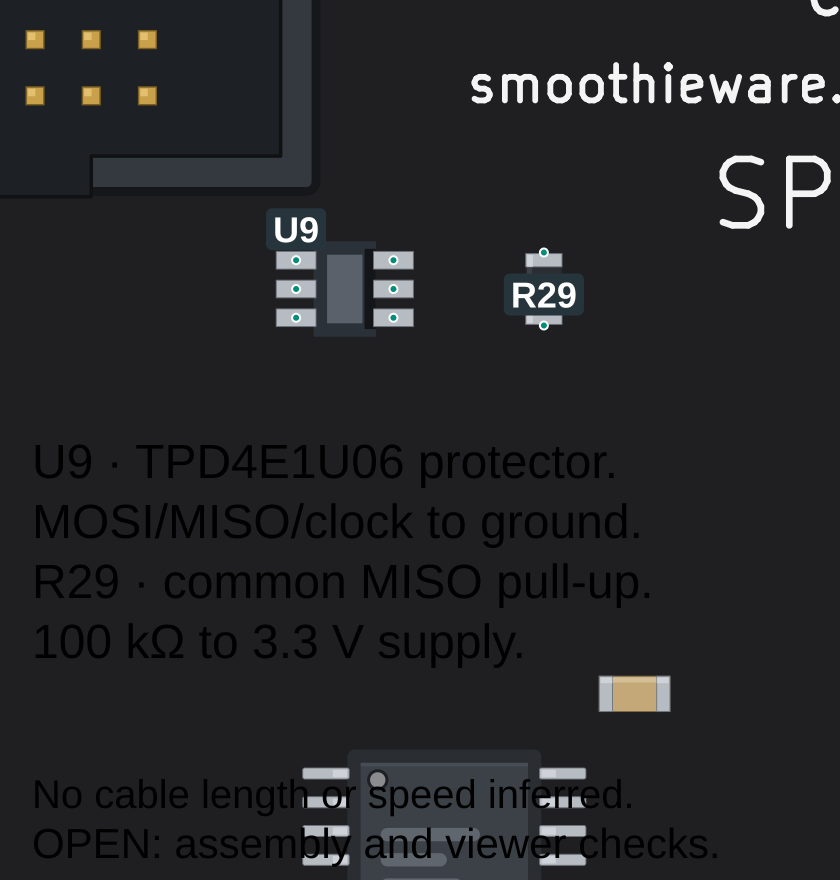 smoothieware.
SP
U9
R29
U9 · TPD4E1U06 protector.
MOSI/MISO/clock to ground.
R29 · common MISO pull-up.
100 kΩ to 3.3 V supply.
No cable length or speed inferred.
OPEN: assembly and viewer checks.